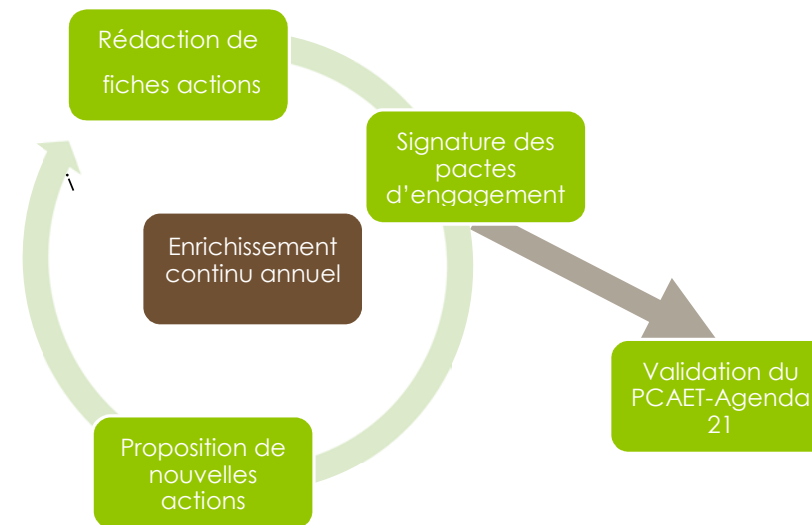 Rédaction de
fiches actions
Signature des
pactes
d'engagement
Enrichissement
continu annuel
Validation du
PCAET-Agenda
21
Proposition de
nouvelles
actions